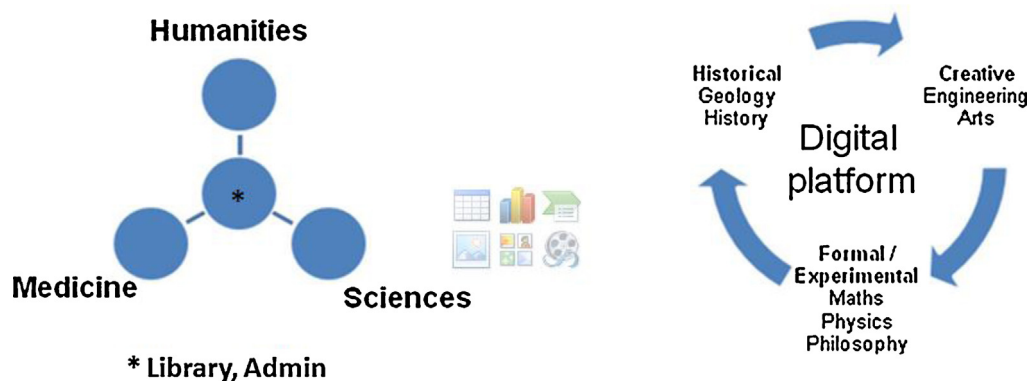 Humanities
*
Medicine
Sciences
* Library, Admin
Historical
Geology
History
Creative
Engineering
Arts
Digital
platform
Formal /
Experimental
Maths
Physics
Philosophy